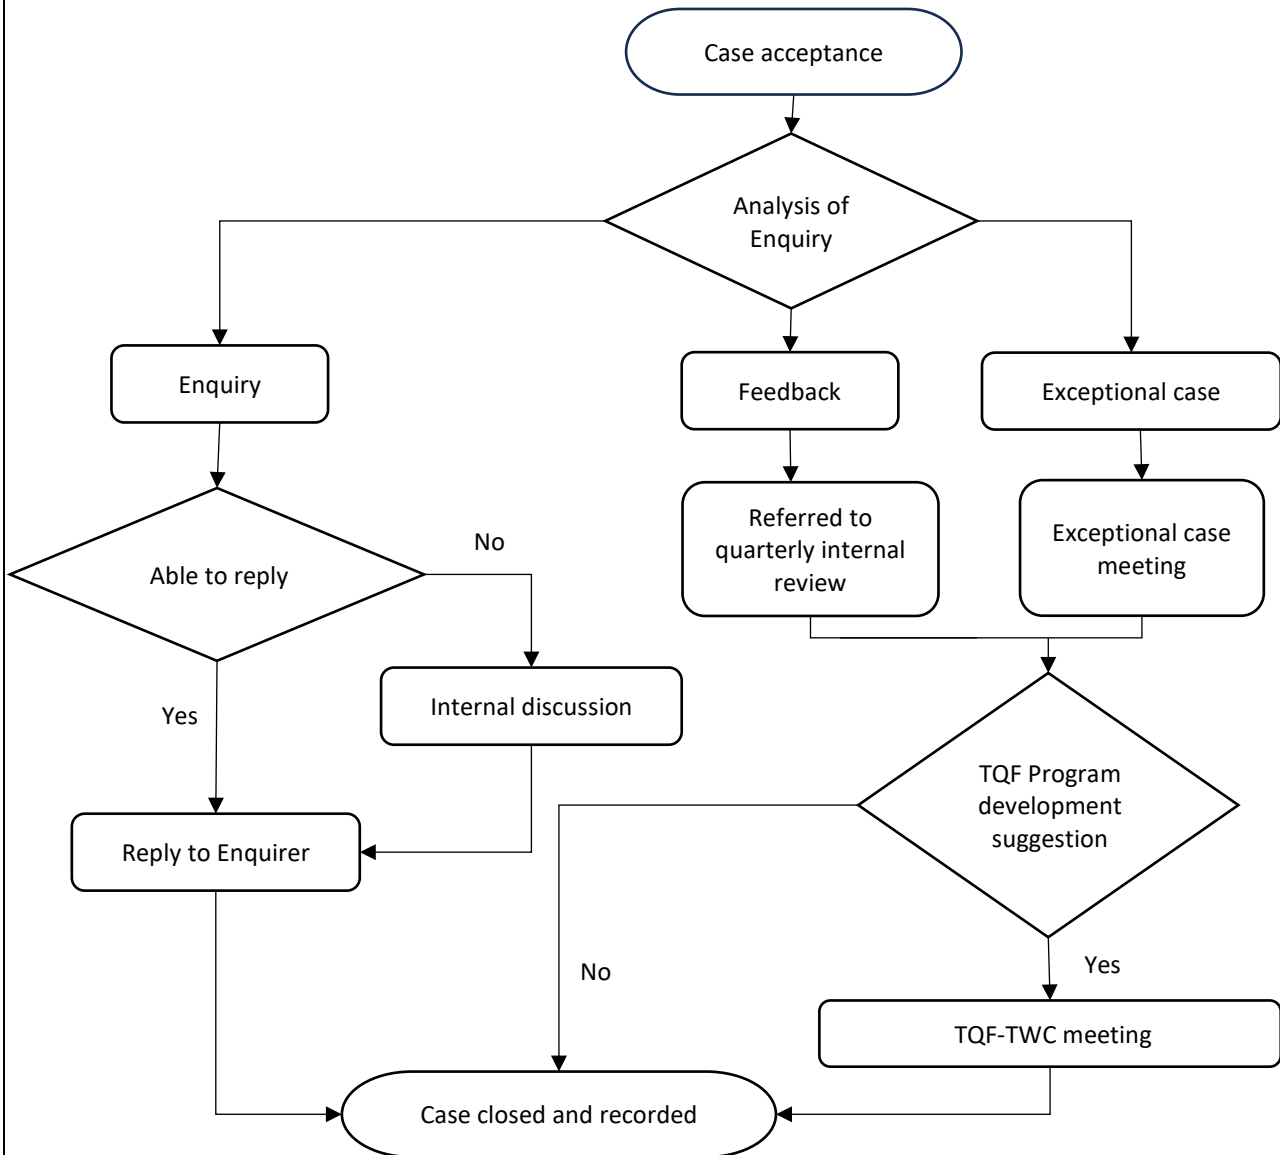 Case acceptance
Analysis of
Enquiry
Enquiry
Feedback
Exceptional case
Able to reply
No
Referred to
quarterly internal
review
Exceptional case
meeting
Yes
Internal discussion
TQF Program
development
suggestion
Reply to Enquirer
No
Yes
TQF-TWC meeting
Case closed and recorded